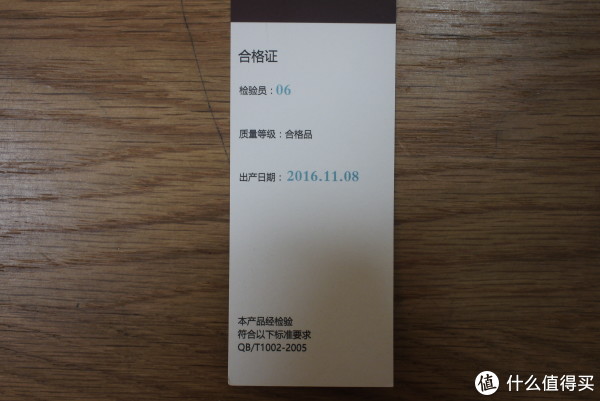 合格证
检验员：06
质量等级：合格品
出产日期：2016.11.08
本产品经检验
符合以下标准要求
QB/T1002-2005
值 什么值得买